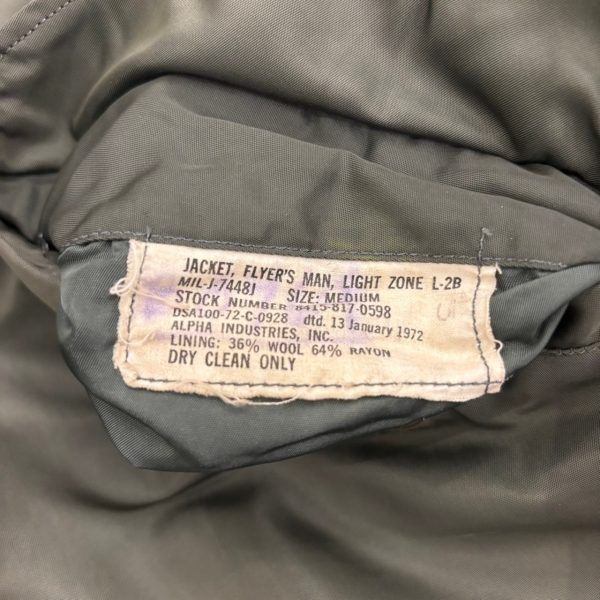 JACKET, FLYER'S MAN, LIGHT ZONE L-2B
MIL-J-7448J SIZE: MEDIUM
STOCK NUMBER 8415-817-0598
DSA100-72-C-0928 dtd. 13 January 1972
ALPHA INDUSTRIES, INC.
LINING: 36% WOOL 64% RAYON
DRY CLEAN ONLY